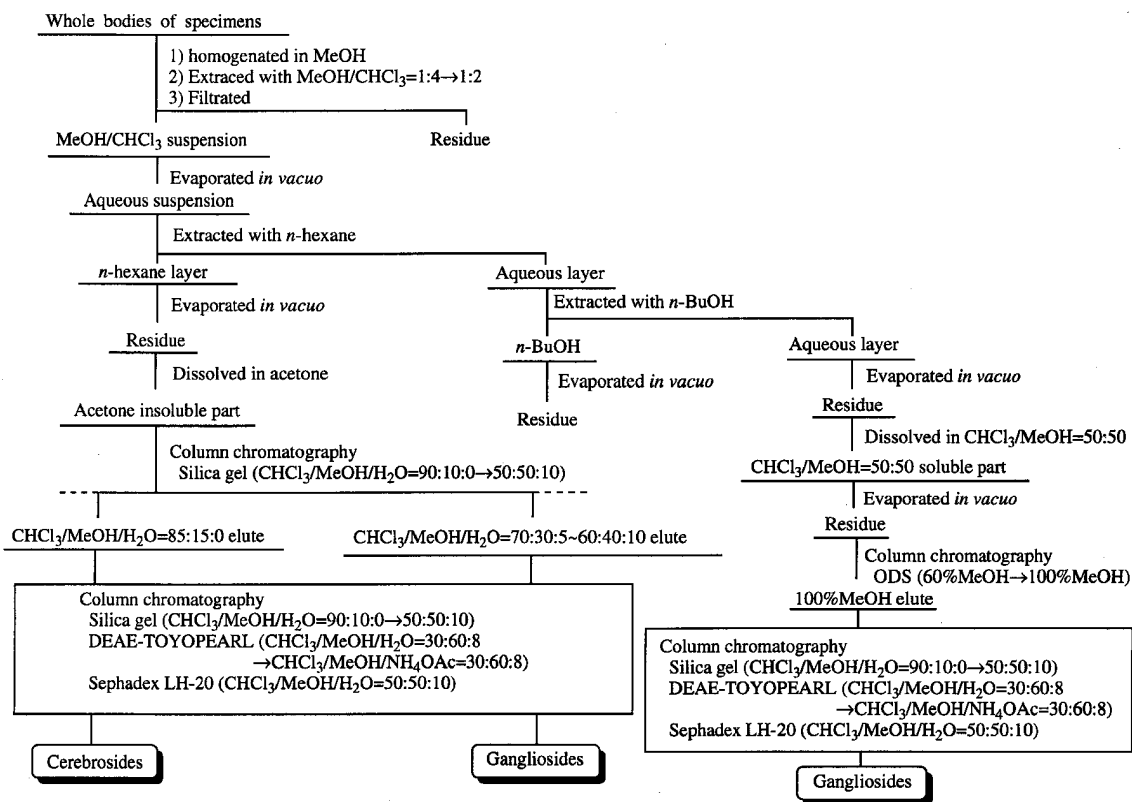 Whole bodies of specimens
1) homogenated in MeOH
2) Extraced with MeOH/CHCl₃=1:4→1:2
3) Filtrated
Residue
MeOH/CHCl₃ suspension
Evaporated in vacuo
Aqueous suspension
Extracted with n-hexane
n-hexane layer
Evaporated in vacuo
Residue
Dissolved in acetone
Acetone insoluble part
Column chromatography
Silica gel (CHCl₃/MeOH/H₂O=90:10:0→50:50:10)
Aqueous layer
Extracted with n-BuOH
n-BuOH
Evaporated in vacuo
Residue
Aqueous layer
Evaporated in vacuo
Residue
Dissolved in CHCl₃/MeOH=50:50
CHCl₃/MeOH=50:50 soluble part
Evaporated in vacuo
Residue
Column chromatography
ODS (60%MeOH→100%MeOH)
100%MeOH elute
CHCl₃/MeOH/H₂O=85:15:0 elute
CHCl₃/MeOH/H₂O=70:30:5~60:40:10 elute
Column chromatography
Silica gel (CHCl₃/MeOH/H₂O=90:10:0→50:50:10)
DEAE-TOYOPEARL (CHCl₃/MeOH/H₂O=30:60:8
→CHCl₃/MeOH/NH₄OAc=30:60:8)
Sephadex LH-20 (CHCl₃/MeOH/H₂O=50:50:10)
Cerebrosides
Gangliosides
Column chromatography
Silica gel (CHCl₃/MeOH/H₂O=90:10:0→50:50:10)
DEAE-TOYOPEARL (CHCl₃/MeOH/H₂O=30:60:8
→CHCl₃/MeOH/NH₄OAc=30:60:8)
Sephadex LH-20 (CHCl₃/MeOH/H₂O=50:50:10)
Gangliosides